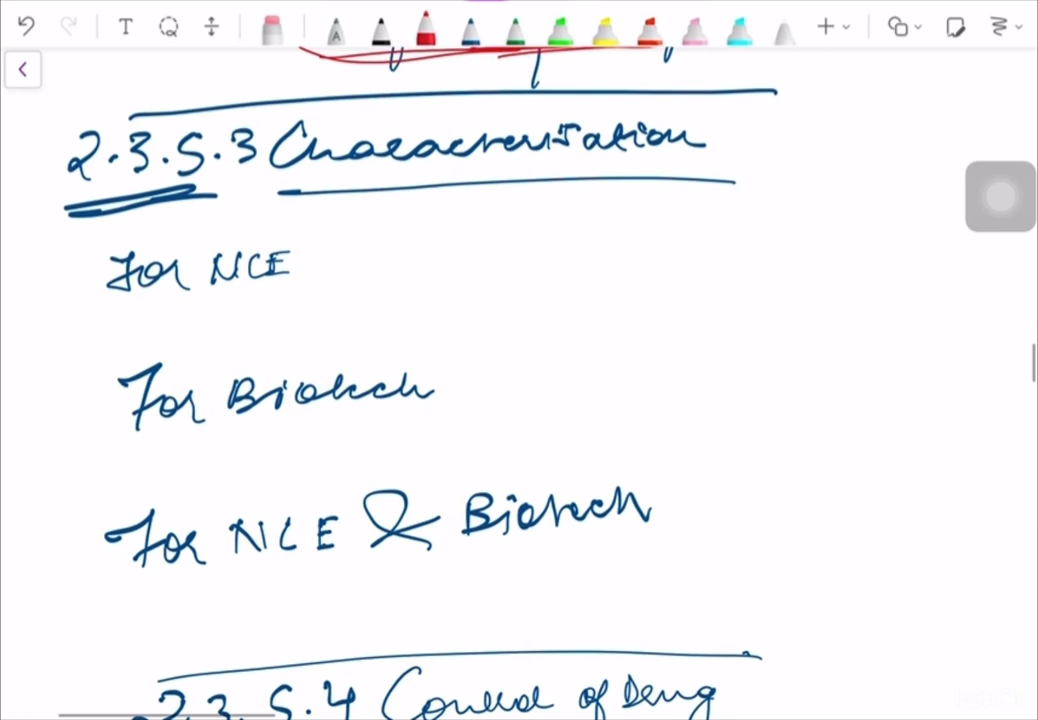 2.3.S.3 Characterisation
For NCE
For Biotech
For NCE & Biotech
2.3.S.4 Control of Drug